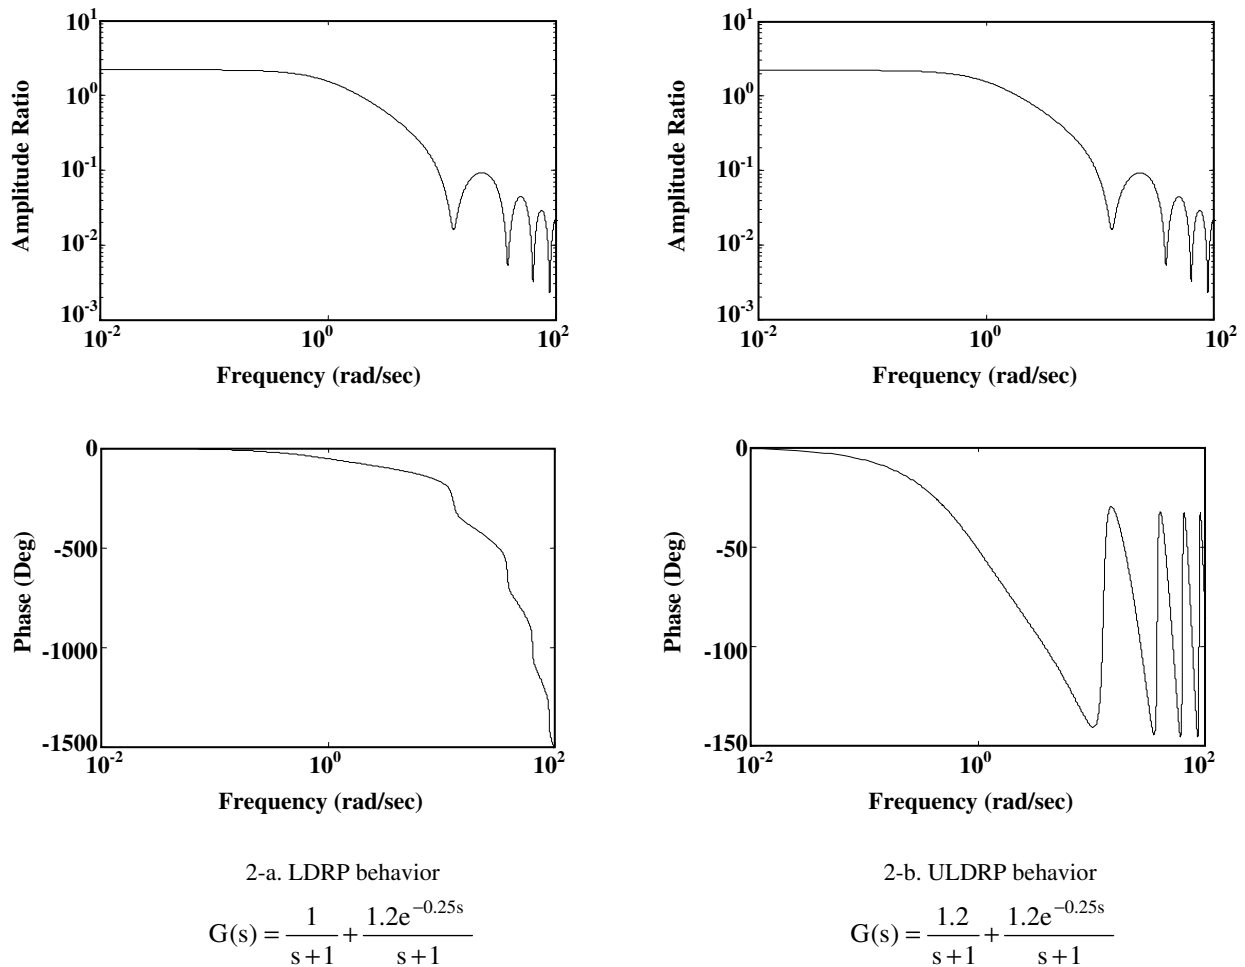 10^1
10^0
10^-1
10^-2
10^-3
Amplitude Ratio
10^-2 10^0 10^2
Frequency (rad/sec)
10^1
10^0
10^-1
10^-2
10^-3
Amplitude Ratio
10^-2 10^0 10^2
Frequency (rad/sec)
0
-500
-1000
-1500
Phase (Deg)
10^-2 10^0 10^2
Frequency (rad/sec)
0
-50
-100
-150
Phase (Deg)
10^-2 10^0 10^2
Frequency (rad/sec)
2-a. LDRP behavior
G(s) = 1/(s+1) + 1.2e^(-0.25s)/(s+1)
2-b. ULDRP behavior
G(s) = 1.2/(s+1) + 1.2e^(-0.25s)/(s+1)